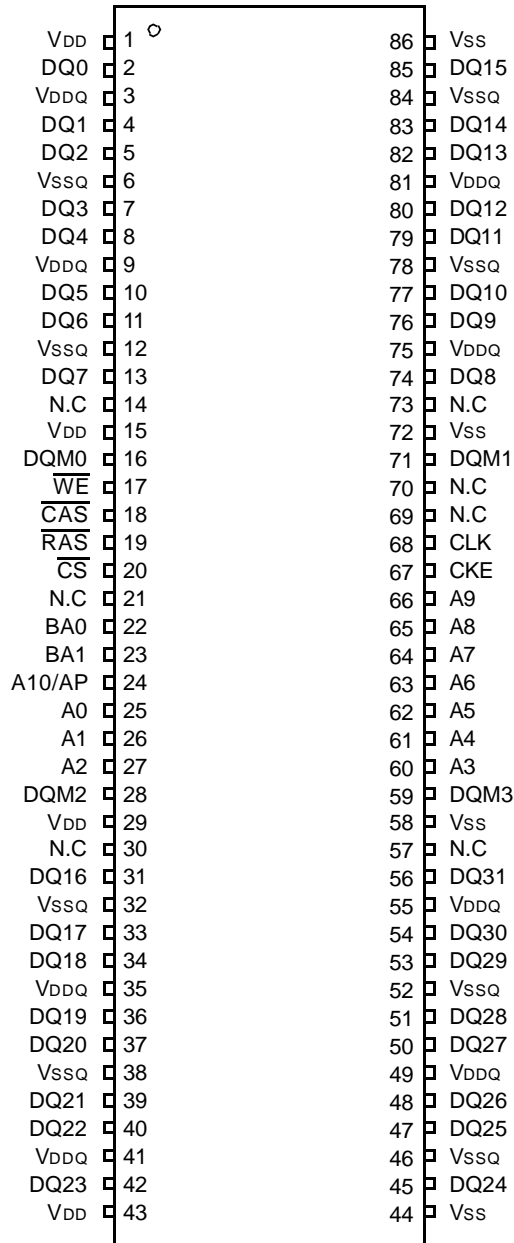 VDD 1 86 VSS
DQ0 2 85 DQ15
VDDQ 3 84 VSSQ
DQ1 4 83 DQ14
DQ2 5 82 DQ13
VSSQ 6 81 VDDQ
DQ3 7 80 DQ12
DQ4 8 79 DQ11
VDDQ 9 78 VSSQ
DQ5 10 77 DQ10
DQ6 11 76 DQ9
VSSQ 12 75 VDDQ
DQ7 13 74 DQ8
N.C 14 73 N.C
VDD 15 72 VSS
DQM0 16 71 DQM1
WE 17 70 N.C
CAS 18 69 N.C
RAS 19 68 CLK
CS 20 67 CKE
N.C 21 66 A9
BA0 22 65 A8
BA1 23 64 A7
A10/AP 24 63 A6
A0 25 62 A5
A1 26 61 A4
A2 27 60 A3
DQM2 28 59 DQM3
VDD 29 58 VSS
N.C 30 57 N.C
DQ16 31 56 DQ31
VSSQ 32 55 VDDQ
DQ17 33 54 DQ30
DQ18 34 53 DQ29
VDDQ 35 52 VSSQ
DQ19 36 51 DQ28
DQ20 37 50 DQ27
VSSQ 38 49 VDDQ
DQ21 39 48 DQ26
DQ22 40 47 DQ25
VDDQ 41 46 VSSQ
DQ23 42 45 DQ24
VDD 43 44 VSS